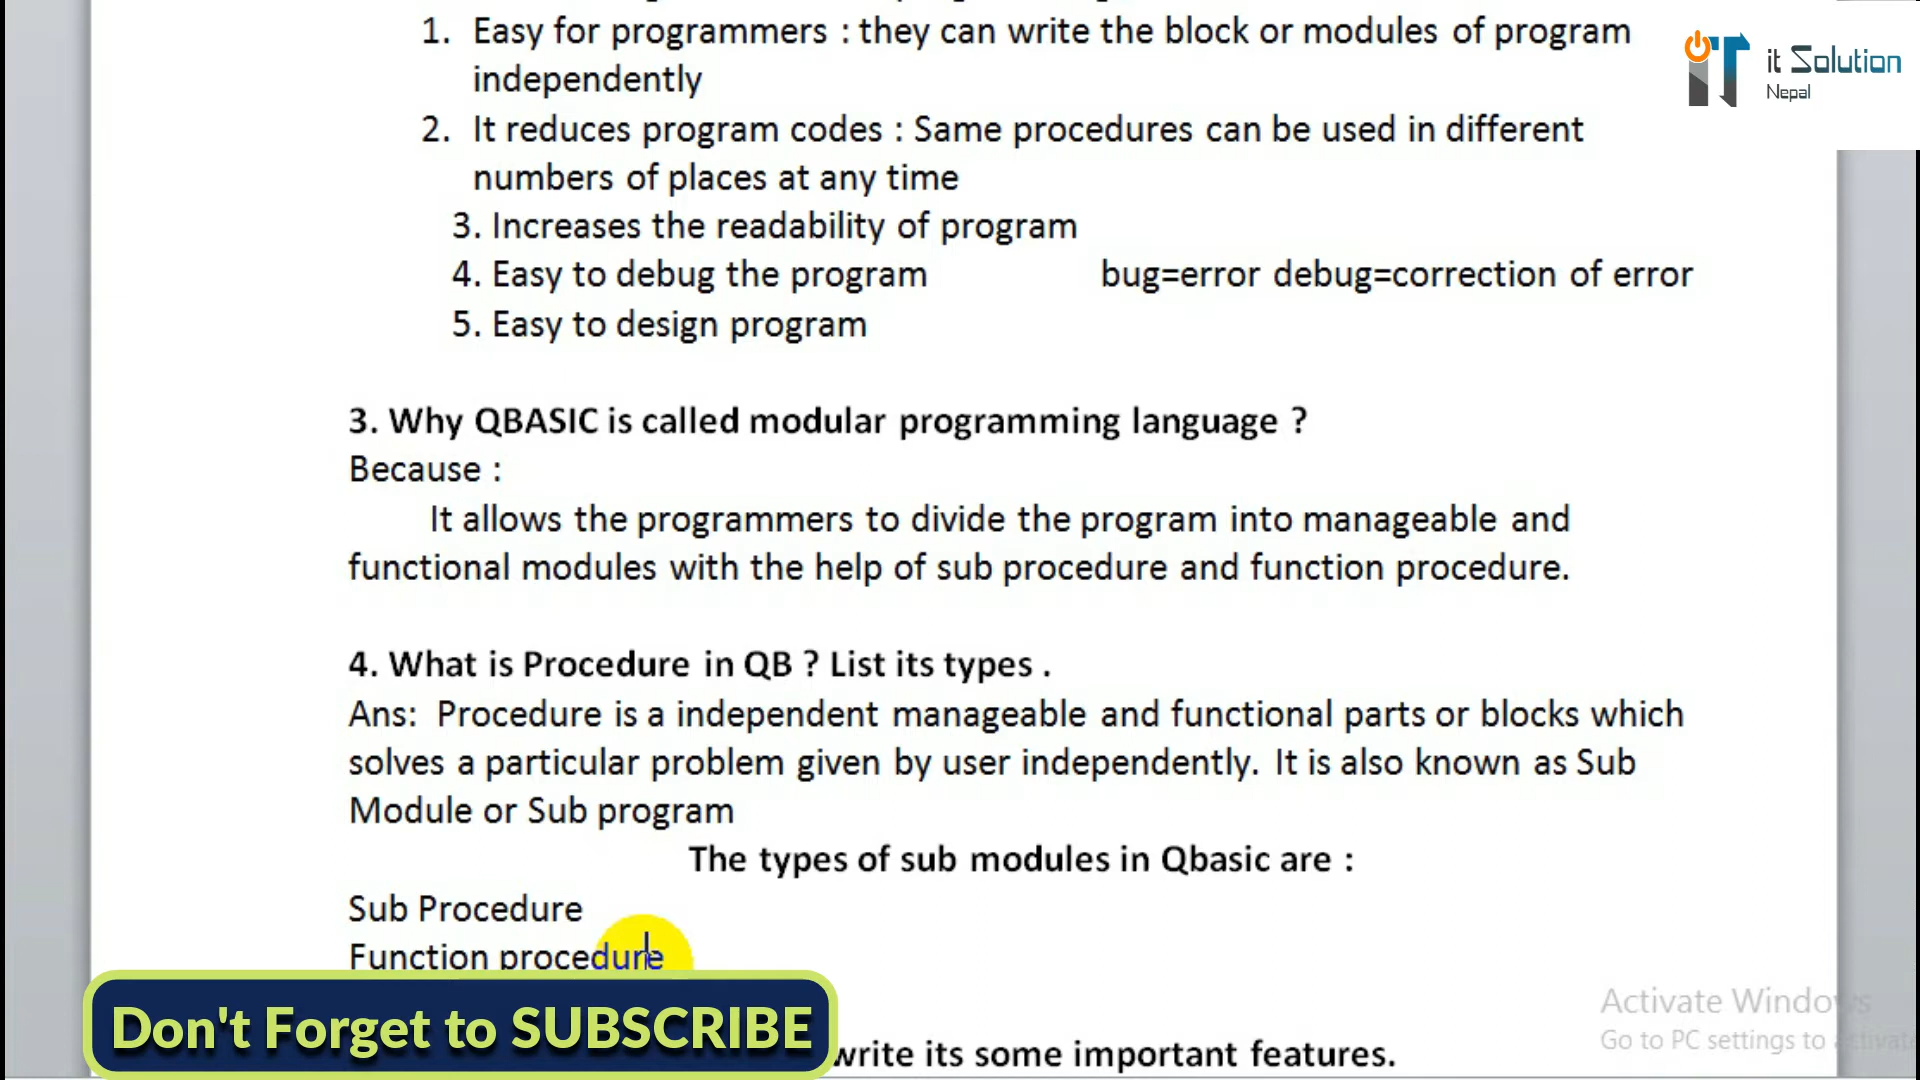 1. Easy for programmers : they can write the block or modules of program
independently
2. It reduces program codes : Same procedures can be used in different
numbers of places at any time
3. Increases the readability of program
4. Easy to debug the program bug=error debug=correction of error
5. Easy to design program
3. Why QBASIC is called modular programming language ?
Because :
It allows the programmers to divide the program into manageable and
functional modules with the help of sub procedure and function procedure.
4. What is Procedure in QB ? List its types .
Ans: Procedure is a independent manageable and functional parts or blocks which
solves a particular problem given by user independently. It is also known as Sub
Module or Sub program
The types of sub modules in Qbasic are :
Sub Procedure
Function procedure
write its some important features.
iT it Solution
Nepal
Don't Forget to SUBSCRIBE
Activate Windows
Go to PC settings to activate